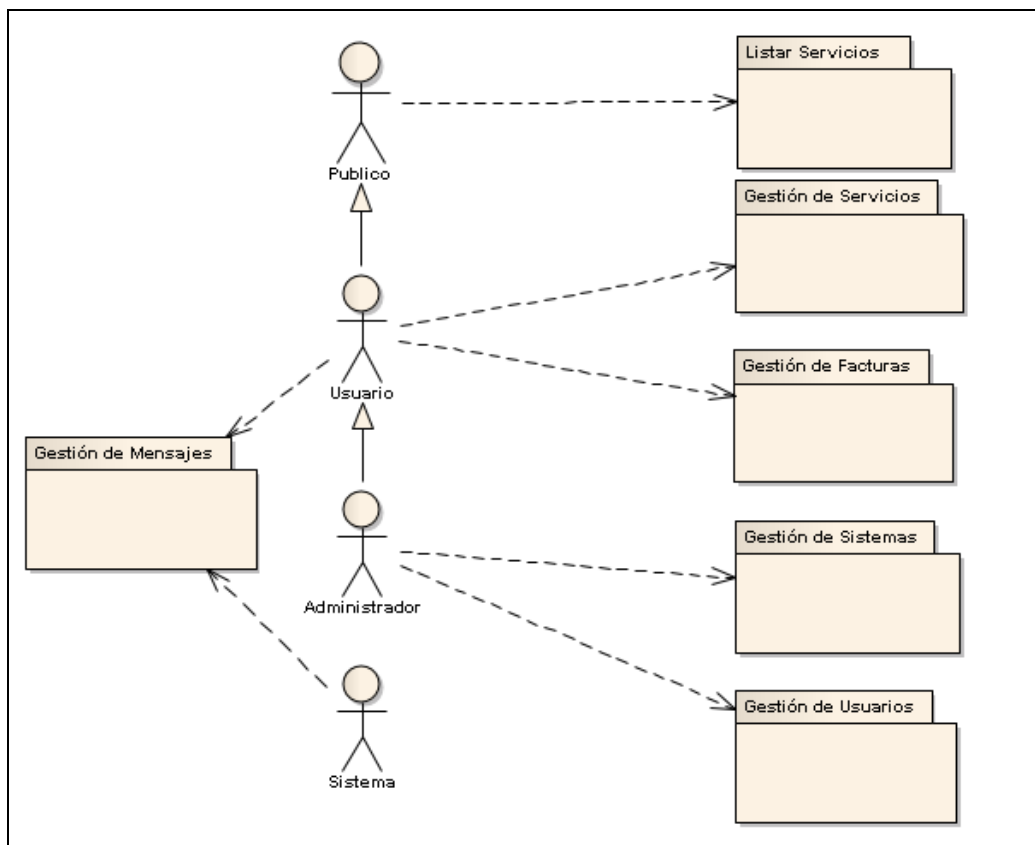 Listar Servicios
Publico
Gestión de Servicios
Gestión de Facturas
Usuario
Gestión de Mensajes
Gestión de Sistemas
Administrador
Gestión de Usuarios
Sistema